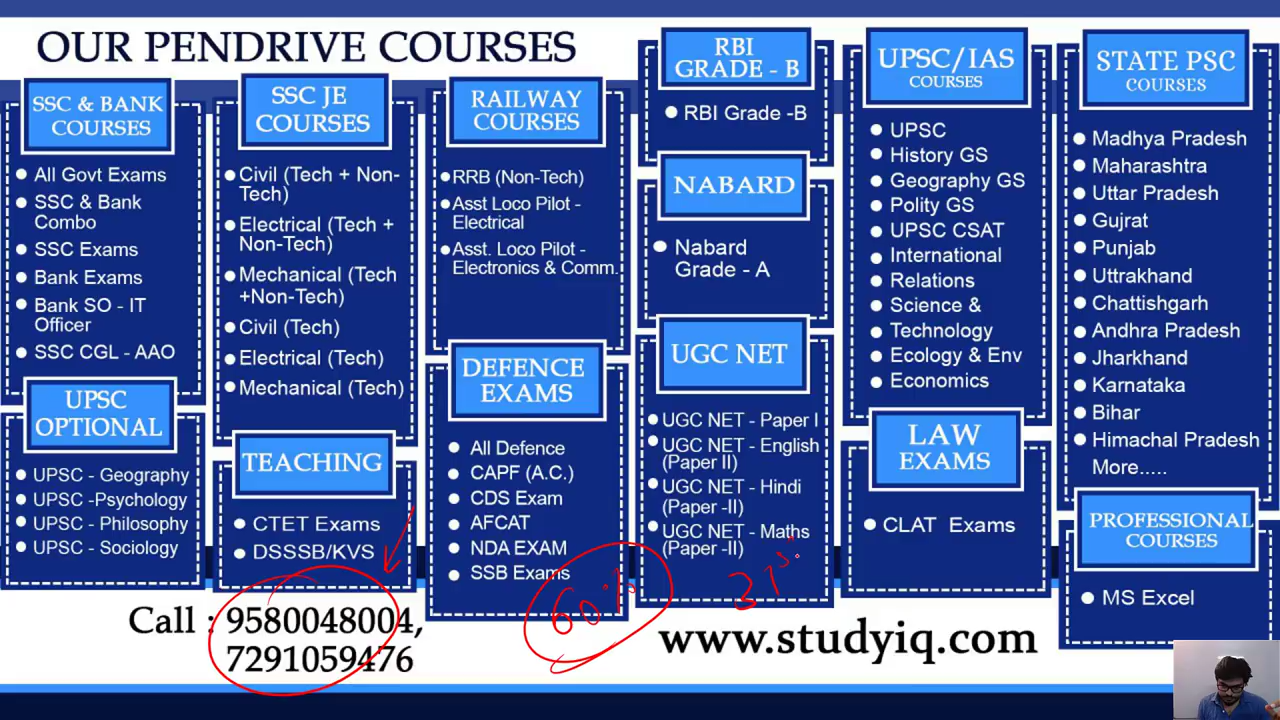 OUR PENDRIVE COURSES
SSC & BANK
COURSES
All Govt Exams
SSC & Bank
Combo
SSC Exams
Bank Exams
Bank SO - IT
Officer
SSC CGL - AAO
UPSC
OPTIONAL
UPSC - Geography
UPSC -Psychology
UPSC - Philosophy
UPSC - Sociology
SSC JE
COURSES
Civil (Tech + Non-
Tech)
Electrical (Tech +
Non-Tech)
Mechanical (Tech
+Non-Tech)
Civil (Tech)
Electrical (Tech)
Mechanical (Tech)
TEACHING
CTET Exams
DSSSB/KVS
RAILWAY
COURSES
RRB (Non-Tech)
Asst Loco Pilot -
Electrical
Asst. Loco Pilot -
Electronics & Comm.
DEFENCE
EXAMS
All Defence
CAPF (A.C.)
CDS Exam
AFCAT
NDA EXAM
SSB Exams
RBI
GRADE - B
RBI Grade -B
NABARD
Nabard
Grade - A
UGC NET
UGC NET - Paper I
UGC NET - English
(Paper II)
UGC NET - Hindi
(Paper -II)
UGC NET - Maths
(Paper -II)
UPSC/IAS
COURSES
UPSC
History GS
Geography GS
Polity GS
UPSC CSAT
International
Relations
Science &
Technology
Ecology & Env
Economics
LAW
EXAMS
CLAT Exams
STATE PSC
COURSES
Madhya Pradesh
Maharashtra
Uttar Pradesh
Gujrat
Punjab
Uttrakhand
Chattishgarh
Andhra Pradesh
Jharkhand
Karnataka
Bihar
Himachal Pradesh
More.....
PROFESSIONAL
COURSES
MS Excel
60%
Call : 9580048004,
7291059476
www.studyiq.com